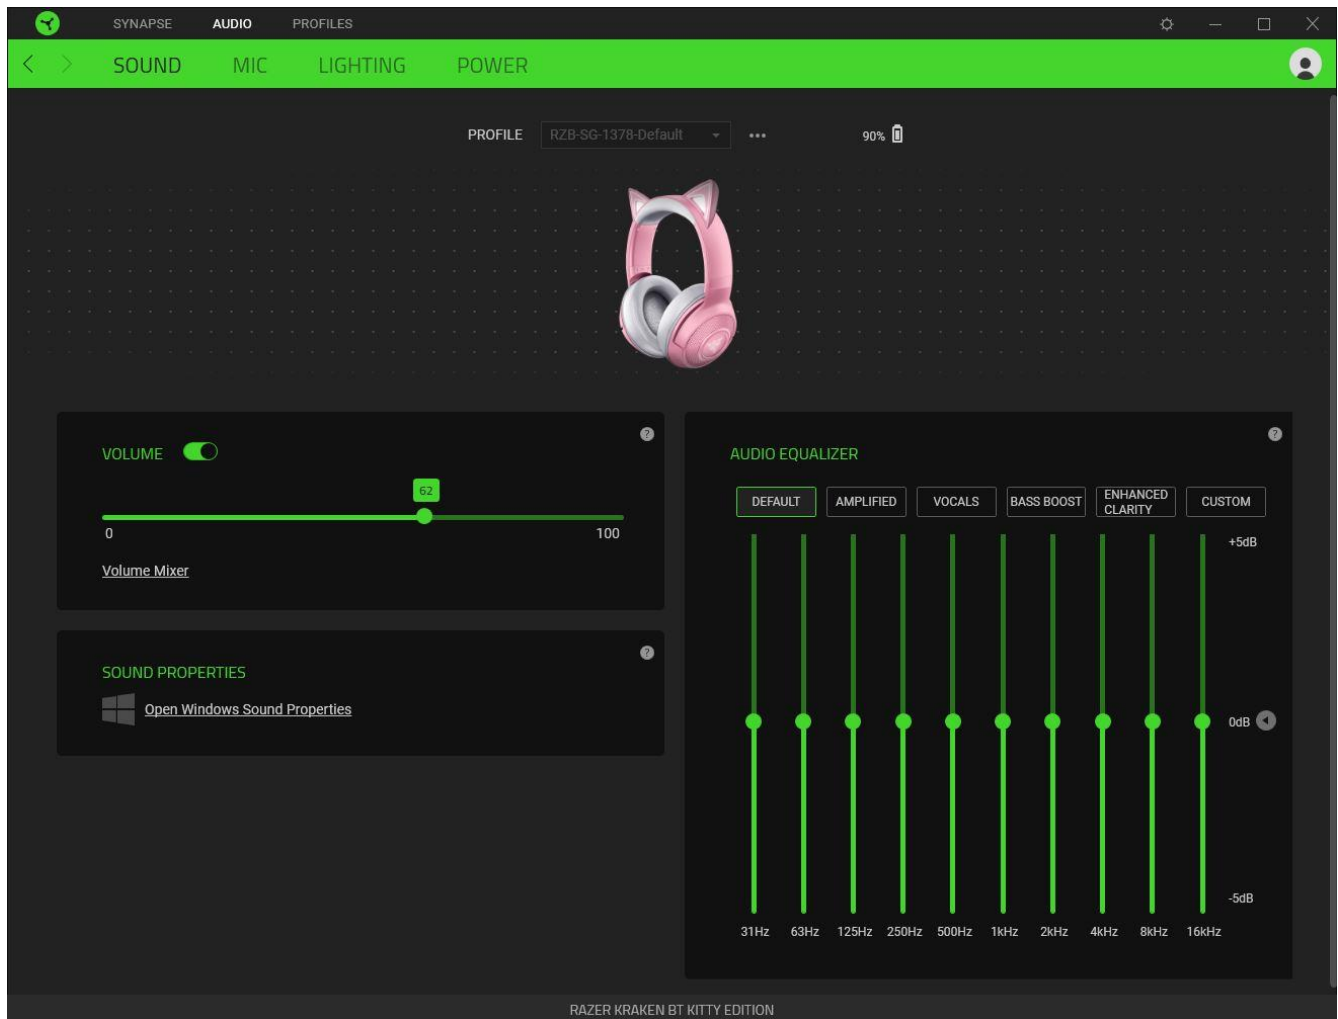 SYNAPSE AUDIO PROFILES
SOUND MIC LIGHTING POWER
PROFILE RZB-SG-1378-Default 90%
VOLUME
62
0 100
Volume Mixer
SOUND PROPERTIES
Open Windows Sound Properties
AUDIO EQUALIZER
DEFAULT AMPLIFIED VOCALS BASS BOOST ENHANCED CLARITY CUSTOM
+5dB
0dB
-5dB
31Hz 63Hz 125Hz 250Hz 500Hz 1kHz 2kHz 4kHz 8kHz 16kHz
RAZER KRAKEN BT KITTY EDITION